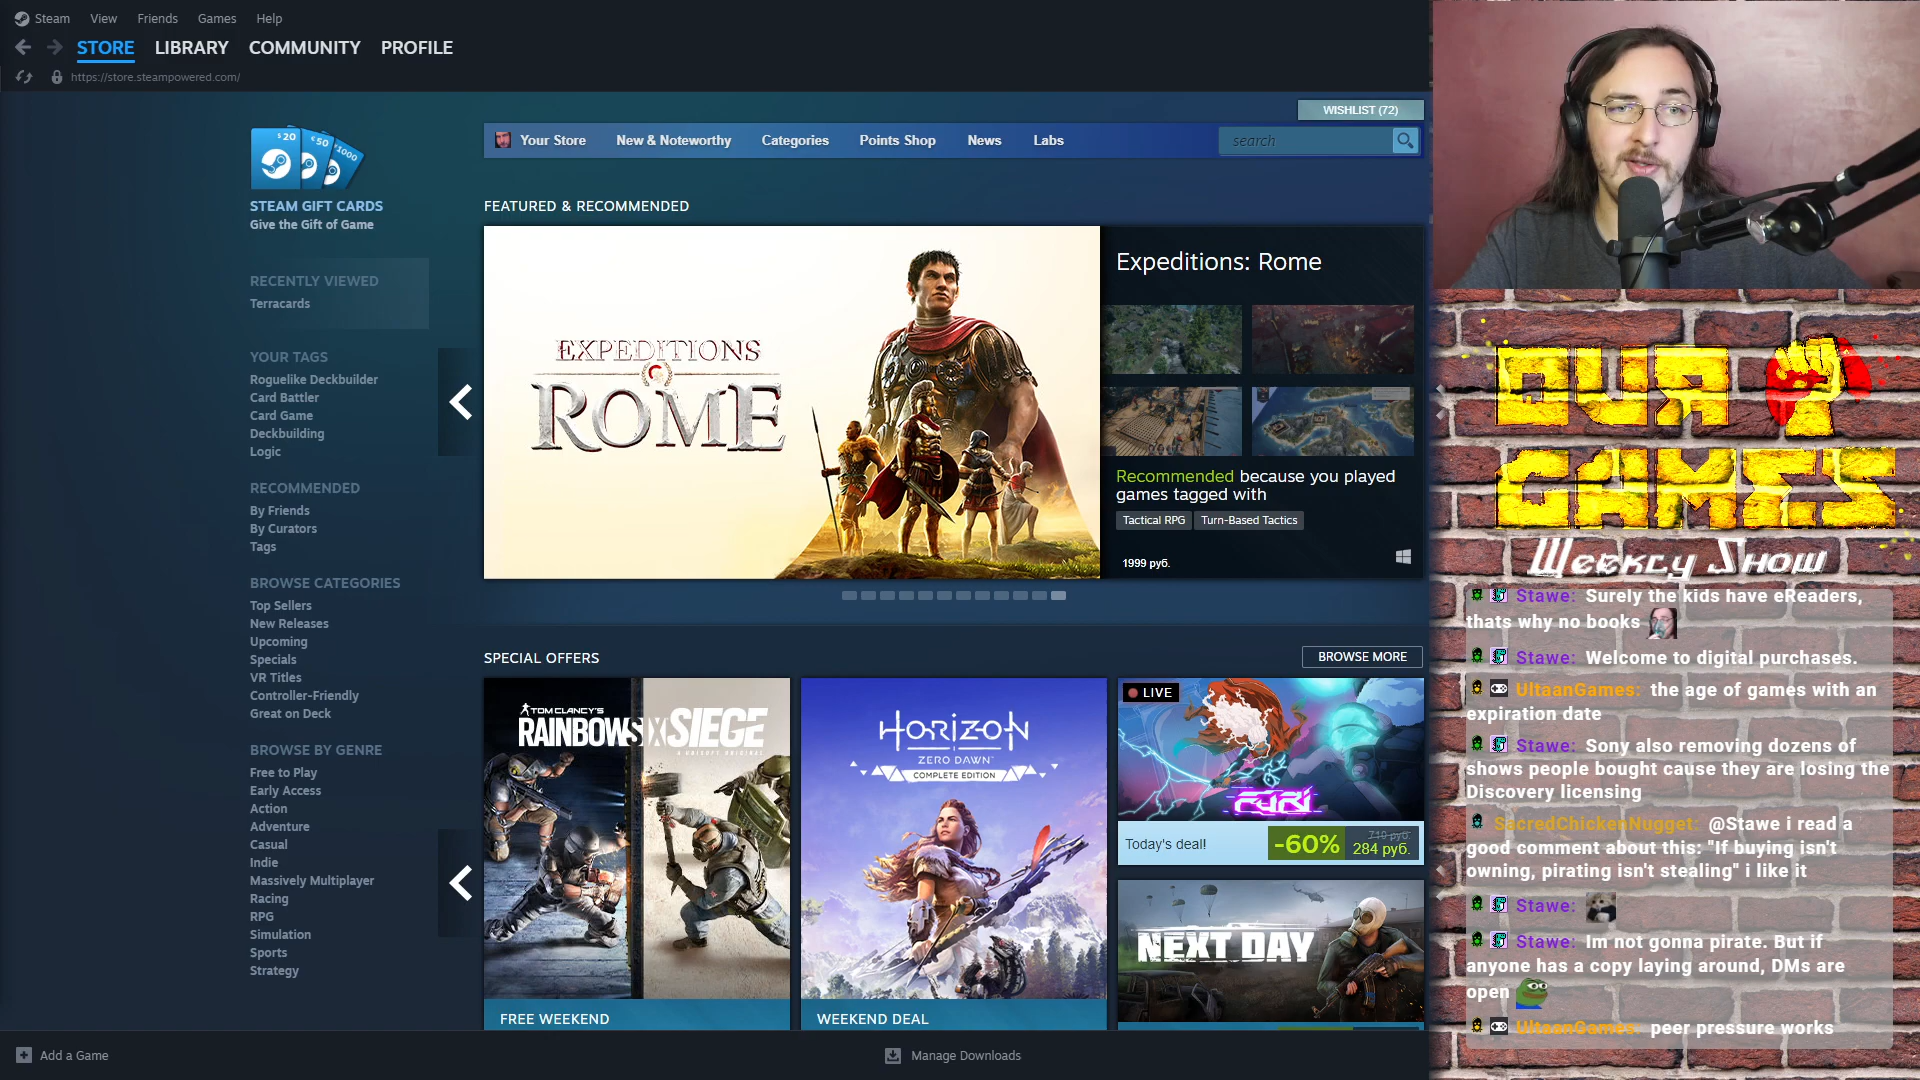 Steam View Friends Games Help
STORE LIBRARY COMMUNITY PROFILE
https://store.steampowered.com/
WISHLIST (72)
$20 €50 ¥1000
STEAM GIFT CARDS
Give the Gift of Game
RECENTLY VIEWED
Terracards
YOUR TAGS
Roguelike Deckbuilder
Card Battler
Card Game
Deckbuilding
Logic
RECOMMENDED
By Friends
By Curators
Tags
BROWSE CATEGORIES
Top Sellers
New Releases
Upcoming
Specials
VR Titles
Controller-Friendly
Great on Deck
BROWSE BY GENRE
Free to Play
Early Access
Action
Adventure
Casual
Indie
Massively Multiplayer
Racing
RPG
Simulation
Sports
Strategy
Your Store New & Noteworthy Categories Points Shop News Labs search
FEATURED & RECOMMENDED
EXPEDITIONS
ROME
Expeditions: Rome
Recommended because you played
games tagged with
Tactical RPG Turn-Based Tactics
1999 pуб.
SPECIAL OFFERS
BROWSE MORE
TOM CLANCY'S
RAINBOW SIX SIEGE
A UBISOFT ORIGINAL
FREE WEEKEND
HORIZON
ZERO DAWN
COMPLETE EDITION
WEEKEND DEAL
LIVE
FURI
Today's deal!
-60%
710 pуб.
284 pуб.
NEXT DAY
Add a Game
Manage Downloads
OUR
GAMES
Weekly Show
Stawe: Surely the kids have eReaders,
thats why no books
Stawe: Welcome to digital purchases.
UltaanGames: the age of games with an
expiration date
Stawe: Sony also removing dozens of
shows people bought cause they are losing the
Discovery licensing
SacredChickenNugget: @Stawe i read a
good comment about this: "If buying isn't
owning, pirating isn't stealing" i like it
Stawe:
Stawe: Im not gonna pirate. But if
anyone has a copy laying around, DMs are
open
UltaanGames: peer pressure works